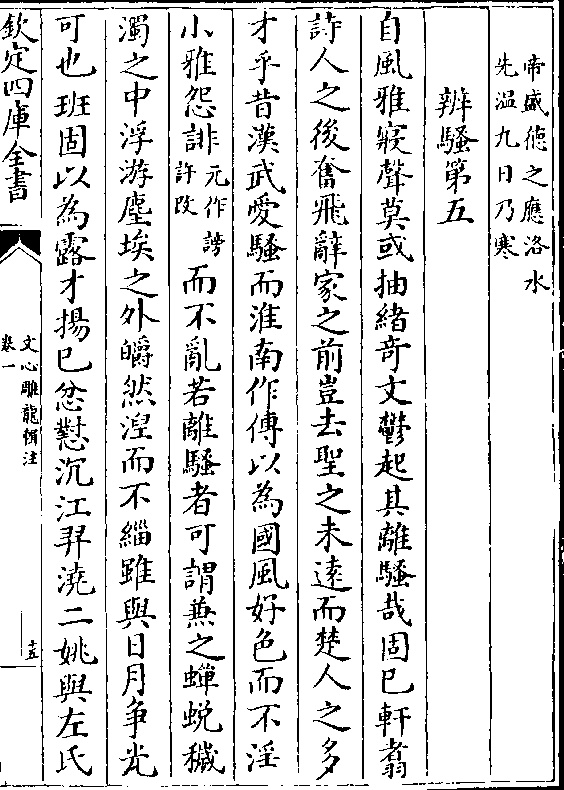 帝盛德之應洛水
先温九日乃寒
辨騷第五
自風雅寢聲莫或抽緒奇文鬱起其離騷哉固已軒翥
詩人之後奮飛辭家之前豈去聖之未遠而楚人之多
才乎昔漢武愛騷而淮南作傳以為國風好色而不淫
小雅怨誹元作謗許改而不亂若離騷者可謂兼之蟬蛻穢
濁之中浮游塵埃之外皭然涅而不緇雖與日月争光
可也班固以為露才揚已忿懟沉江羿澆二姚與左氏
欽定四庫全書
文心雕龍輯注
卷一
十五